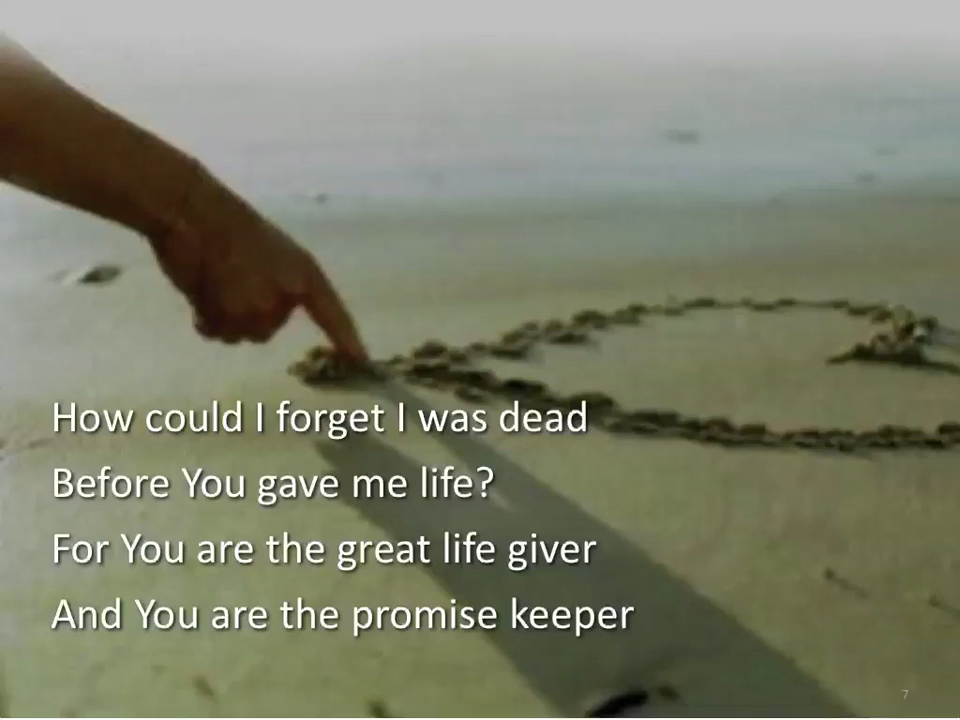 How could I forget I was dead
Before You gave me life?
For You are the great life giver
And You are the promise keeper
7